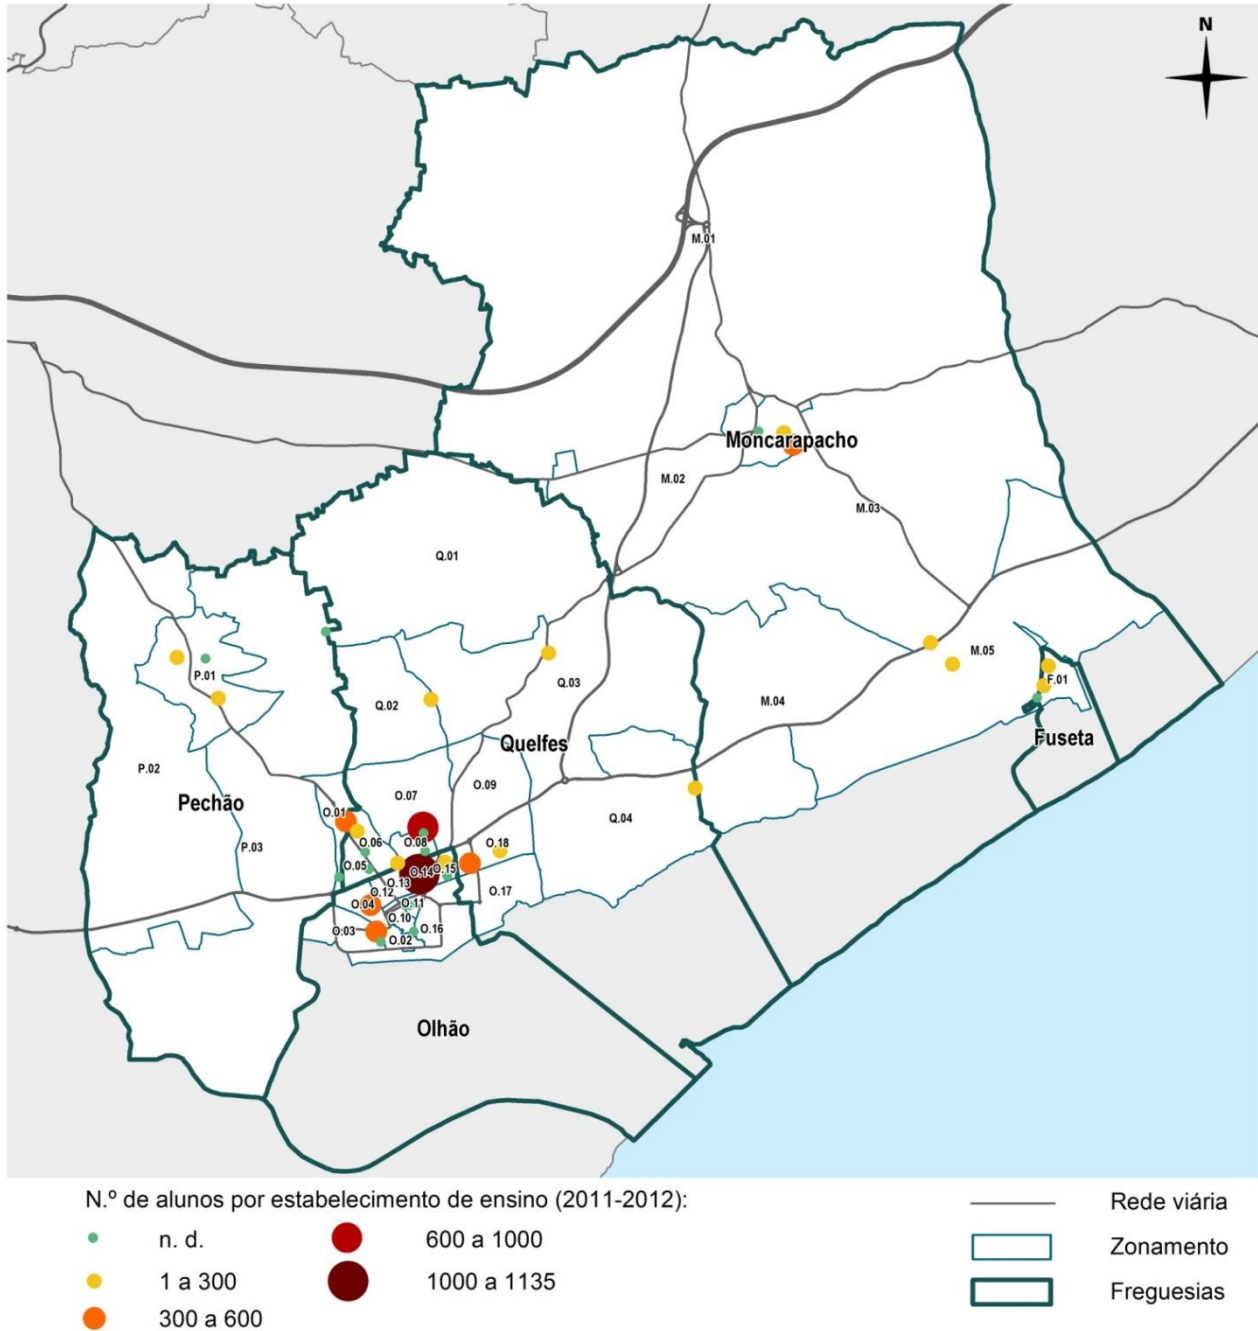 N
M.01
Moncarapacho
M.02
M.03
Q.01
P.01
Q.02
Q.03
M.05
F.01
M.04
Quelfes
Fuseta
P.02
Pechão
O.07
O.09
O.01
Q.04
P.03
O.06
O.08
O.18
O.05
O.14
O.15
O.13
O.12
O.17
O.04
O.11
O.10
O.03
O.16
O.02
Olhão
N.º de alunos por estabelecimento de ensino (2011-2012):
n. d.
1 a 300
300 a 600
600 a 1000
1000 a 1135
Rede viária
Zonamento
Freguesias